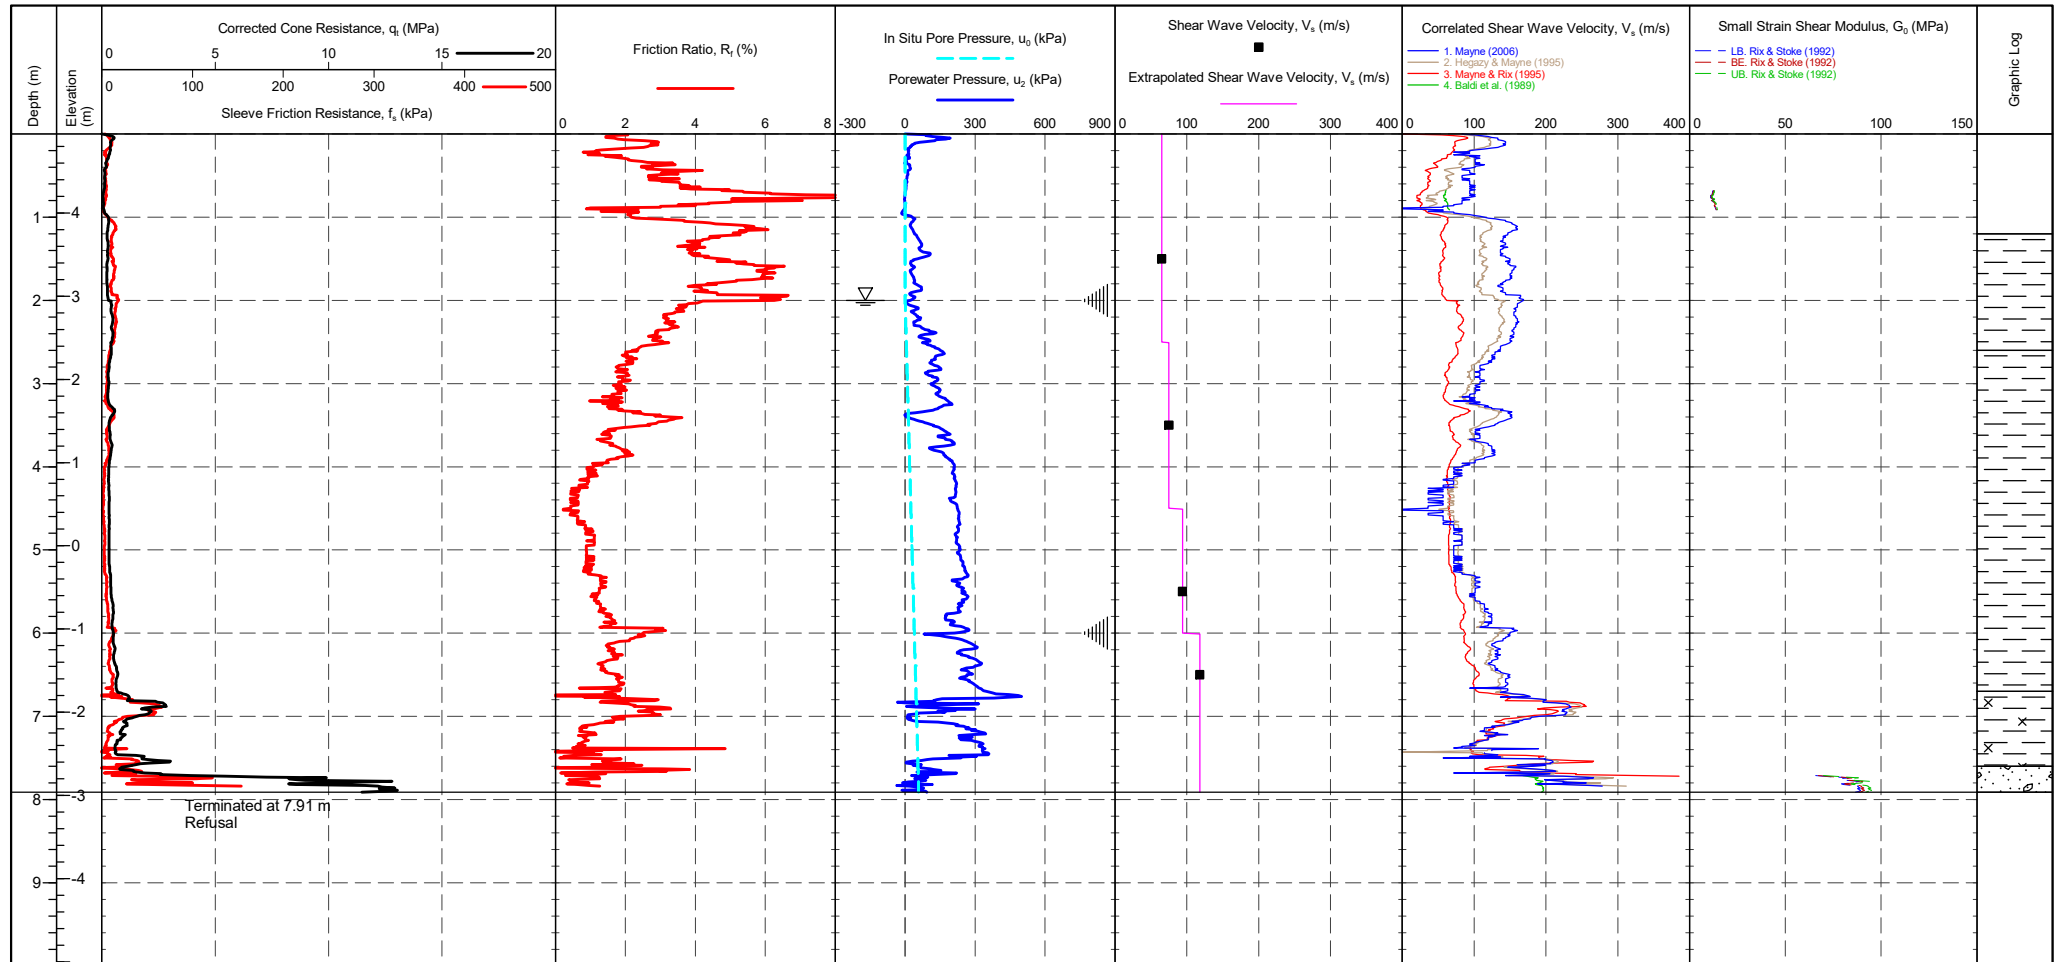 Depth (m)
Elevation (m)
Corrected Cone Resistance, qt (MPa)
0 5 10 15 20
0 100 200 300 400 500
Sleeve Friction Resistance, fs (kPa)
Friction Ratio, Rf (%)
0 2 4 6 8
In Situ Pore Pressure, u0 (kPa)
Porewater Pressure, u2 (kPa)
-300 0 300 600 900
Shear Wave Velocity, Vs (m/s)
Extrapolated Shear Wave Velocity, Vs (m/s)
0 100 200 300 400
Correlated Shear Wave Velocity, Vs (m/s)
1. Mayne (2006)
2. Hegazy & Mayne (1995)
3. Mayne & Rix (1995)
4. Baldi et al. (1989)
0 100 200 300 400
Small Strain Shear Modulus, G0 (MPa)
LB. Rix & Stoke (1992)
BE. Rix & Stoke (1992)
UB. Rix & Stoke (1992)
0 50 100 150
Graphic Log
1 4
2 3
3 2
4 1
5 0
6 -1
7 -2
8 -3
9 -4
Terminated at 7.91 m
Refusal